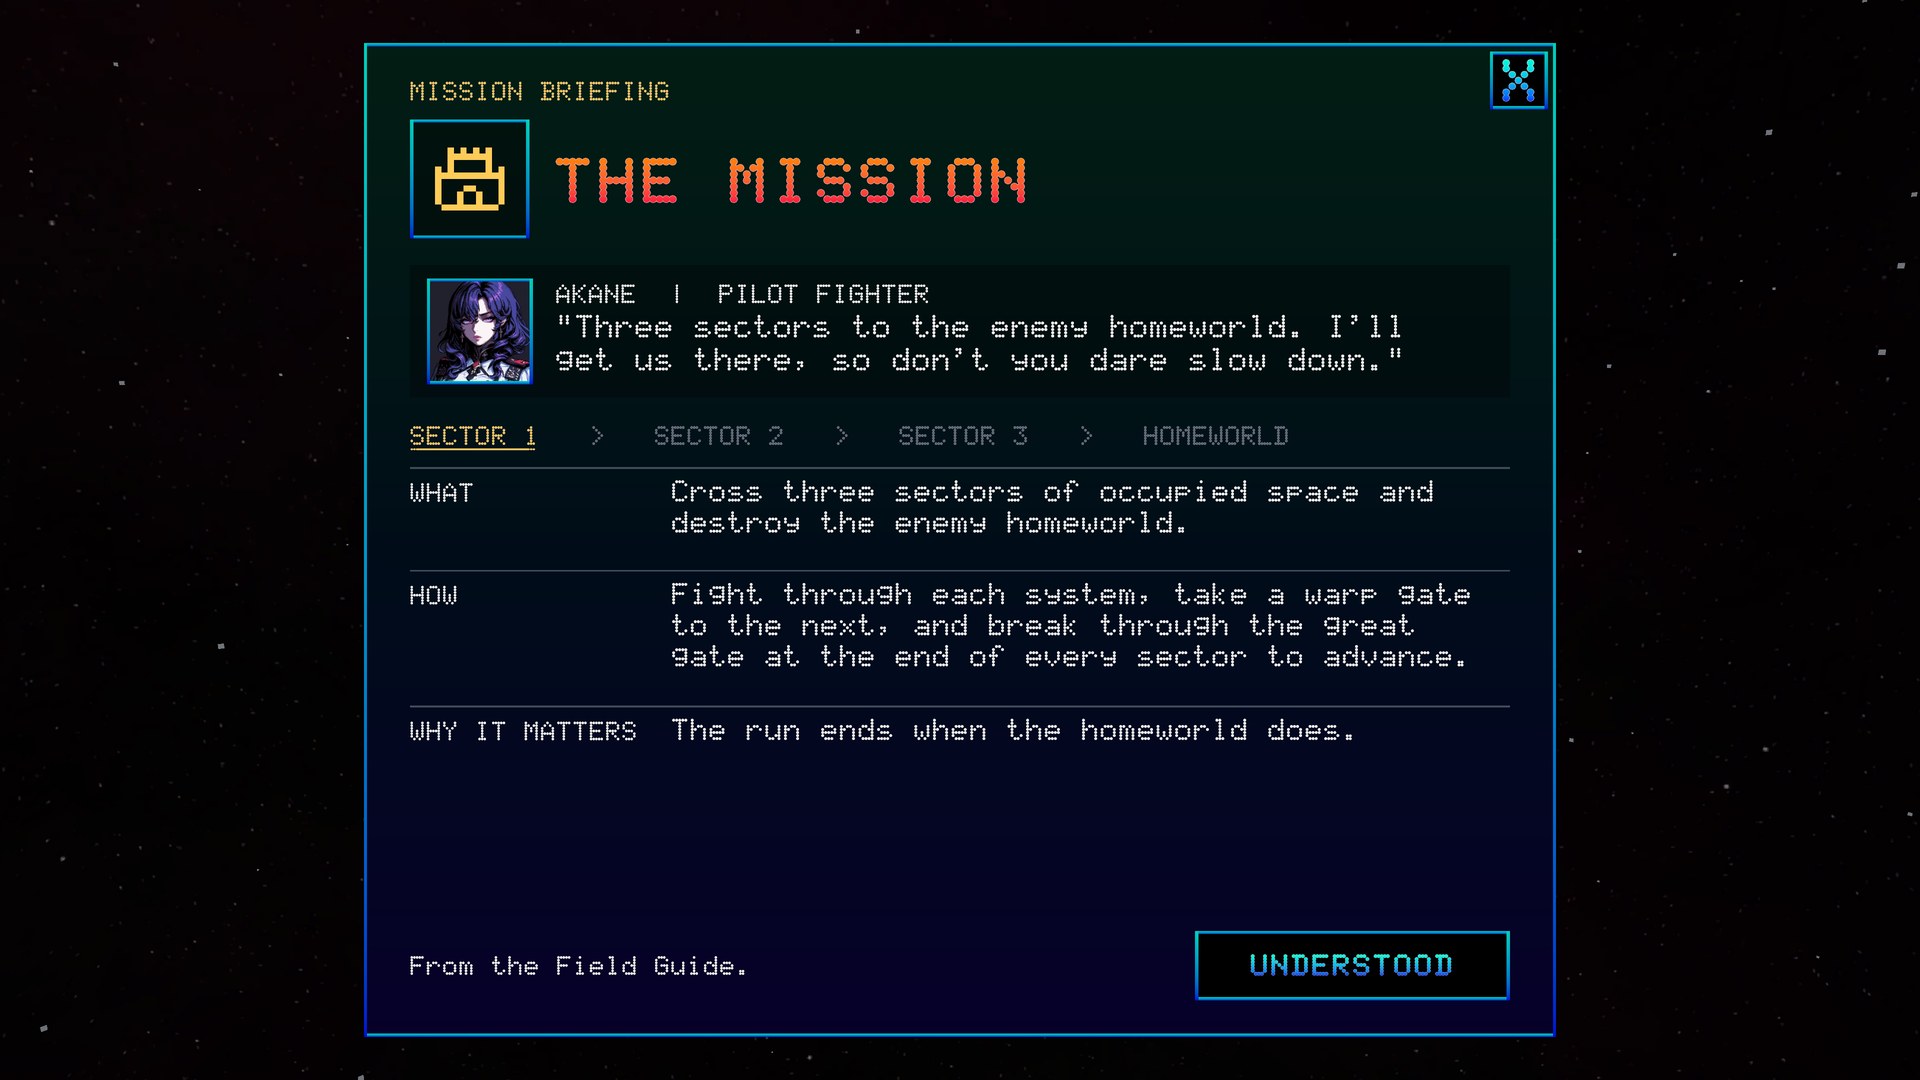 MISSION BRIEFING
X
THE MISSION
AKANE | PILOT FIGHTER
"Three sectors to the enemy homeworld. I'll
get us there, so don't you dare slow down."
SECTOR 1 > SECTOR 2 > SECTOR 3 > HOMEWORLD
WHAT Cross three sectors of occupied space and
destroy the enemy homeworld.
HOW Fight through each system, take a warp gate
to the next, and break through the great
gate at the end of every sector to advance.
WHY IT MATTERS The run ends when the homeworld does.
From the Field Guide.
UNDERSTOOD